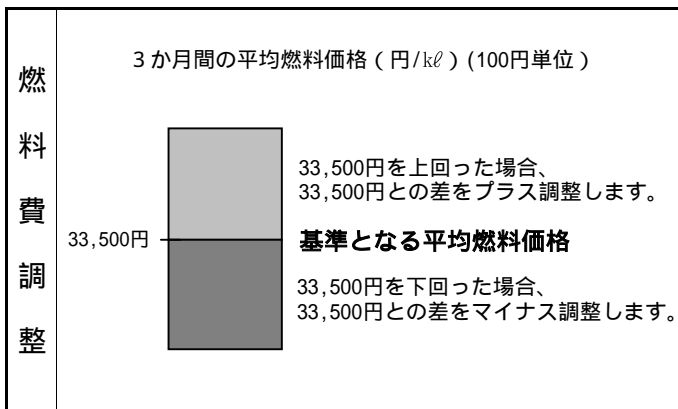 燃料費調整
３か月間の平均燃料価格（円/kℓ）(100円単位）
33,500円を上回った場合、
33,500円との差をプラス調整します。
33,500円
基準となる平均燃料価格
33,500円を下回った場合、
33,500円との差をマイナス調整します。